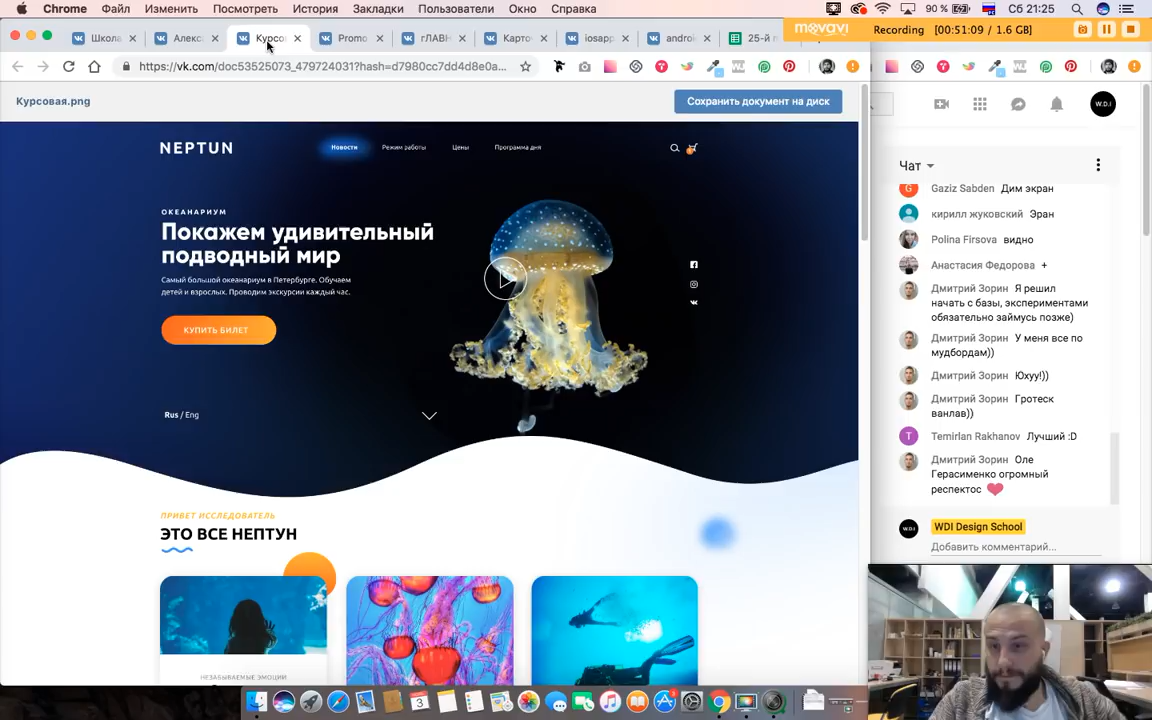 Chrome Файл Изменить Посмотреть История Закладки Пользователи Окно Справка
90 % Сб 21:25
movavi Recording 00:51:09 / 1.6 GB
Школа Алекс Курсо Promo гЛАВН Карто iosapp androi 25-й
https://vk.com/doc53525073_479724031?hash=d7980cc7dd4d8e0a...
Курсовая.png
Сохранить документ на диск
NEPTUN
Новости Режим работы Цены Программа дня
ОКЕАНАРИУМ
Покажем удивительный
подводный мир
Самый большой океанариум в Петербурге. Обучаем
детей и взрослых. Проводим экскурсии каждый час.
КУПИТЬ БИЛЕТ
Rus / Eng
ПРИВЕТ ИССЛЕДОВАТЕЛЬ
ЭТО ВСЕ НЕПТУН
НЕЗАБЫВАЕМЫЕ ЭМОЦИИ
W.D.I
Чат
Gaziz Sabden Дим экран
кирилл жуковский Эран
Polina Firsova видно
Анастасия Федорова +
Дмитрий Зорин Я решил
начать с базы, экспериментами
обязательно займусь позже)
Дмитрий Зорин У меня все по
мудбордам))
Дмитрий Зорин Юхуу!))
Дмитрий Зорин Гротеск
ванлав))
T Temirlan Rakhanov Лучший :D
Дмитрий Зорин Оле
Герасименко огромный
респектос
W.D.I WDI Design School
Добавить комментарий...